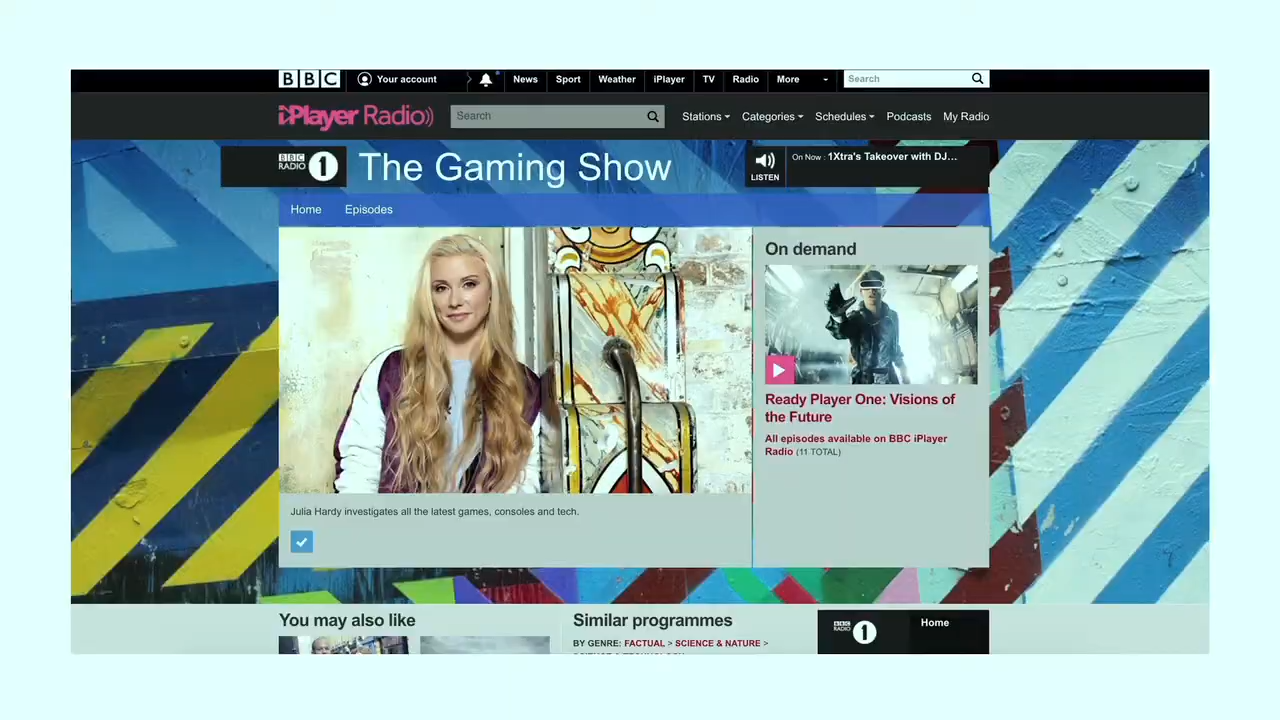 BBC
Your account
News
Sport
Weather
iPlayer
TV
Radio
More
Search
iPlayer Radio
Search
Stations
Categories
Schedules
Podcasts
My Radio
BBC RADIO 1
The Gaming Show
LISTEN
On Now : 1Xtra's Takeover with DJ...
Home
Episodes
On demand
Ready Player One: Visions of
the Future
All episodes available on BBC iPlayer
Radio (11 TOTAL)
Julia Hardy investigates all the latest games, consoles and tech.
You may also like
Similar programmes
BY GENRE: FACTUAL > SCIENCE & NATURE >
BBC RADIO 1
Home